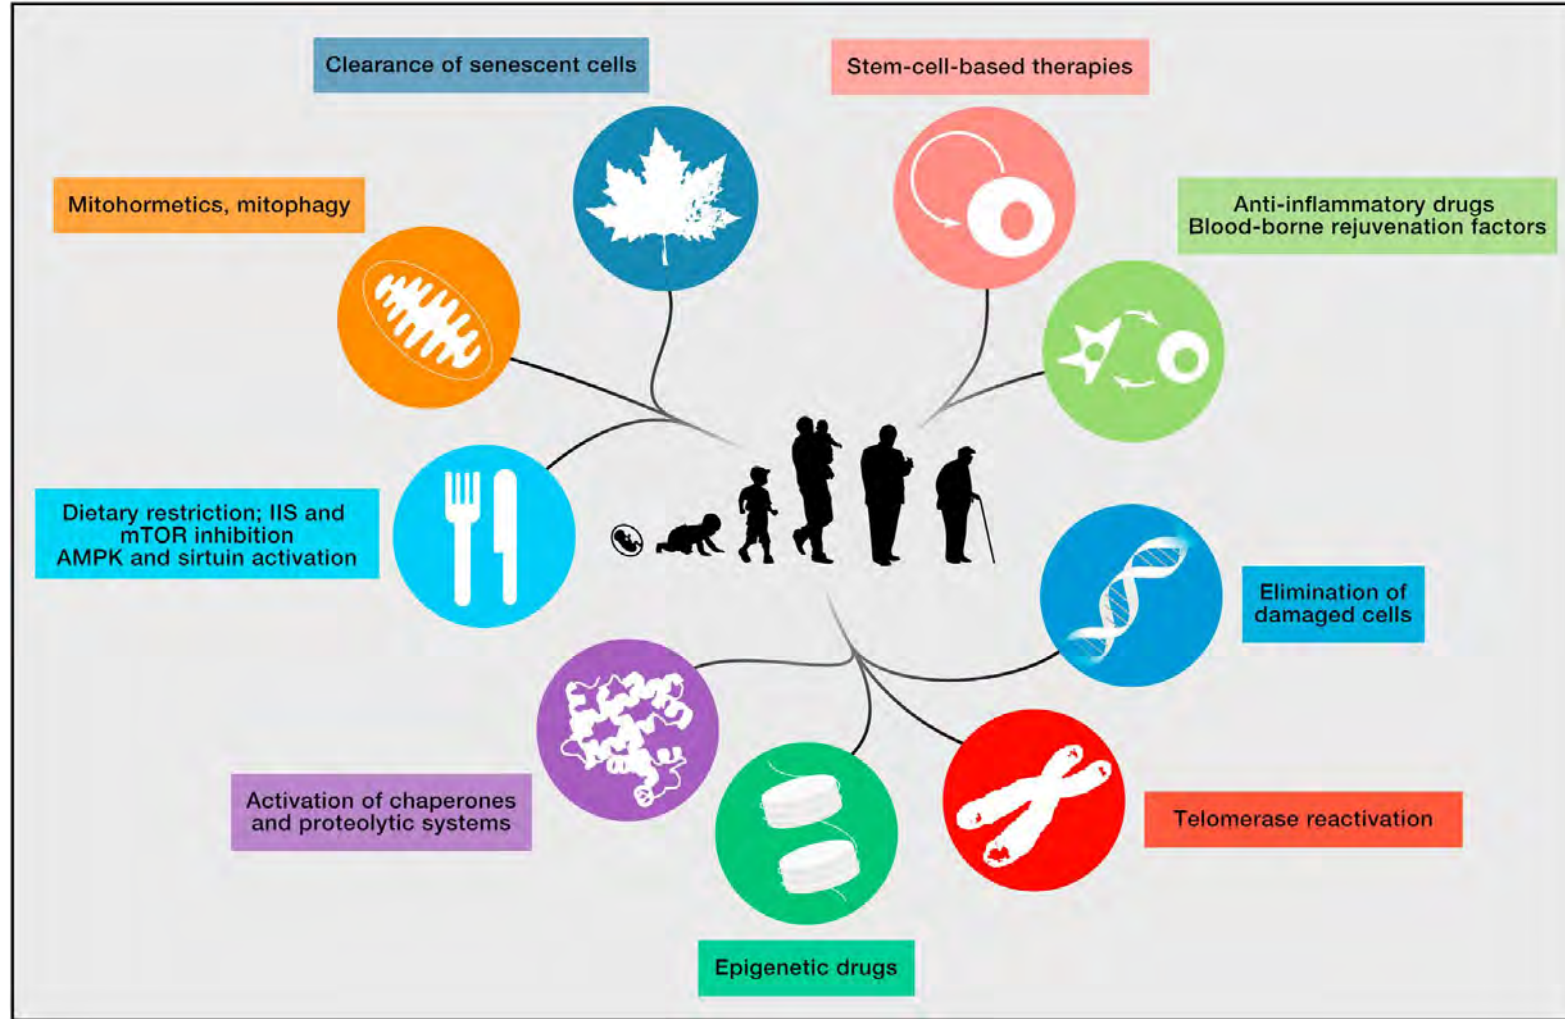 Clearance of senescent cells
Stem-cell-based therapies
Mitohormetics, mitophagy
Anti-inflammatory drugs
Blood-borne rejuvenation factors
Dietary restriction; IIS and
mTOR inhibition
AMPK and sirtuin activation
Elimination of
damaged cells
Activation of chaperones
and proteolytic systems
Telomerase reactivation
Epigenetic drugs